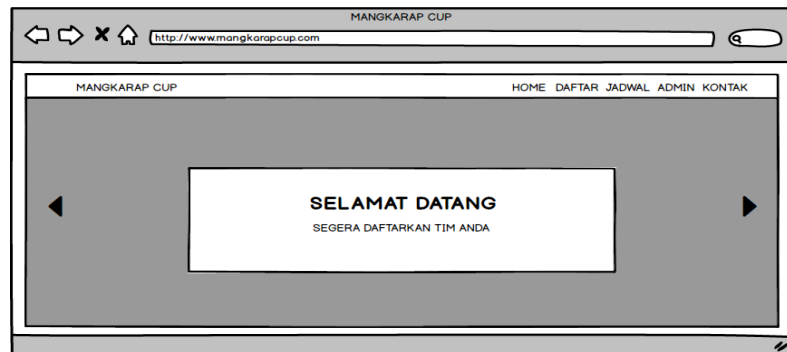 MANGKARAP CUP
http://www.mangkarapcup.com
MANGKARAP CUP HOME DAFTAR JADWAL ADMIN KONTAK
SELAMAT DATANG
SEGERA DAFTARKAN TIM ANDA